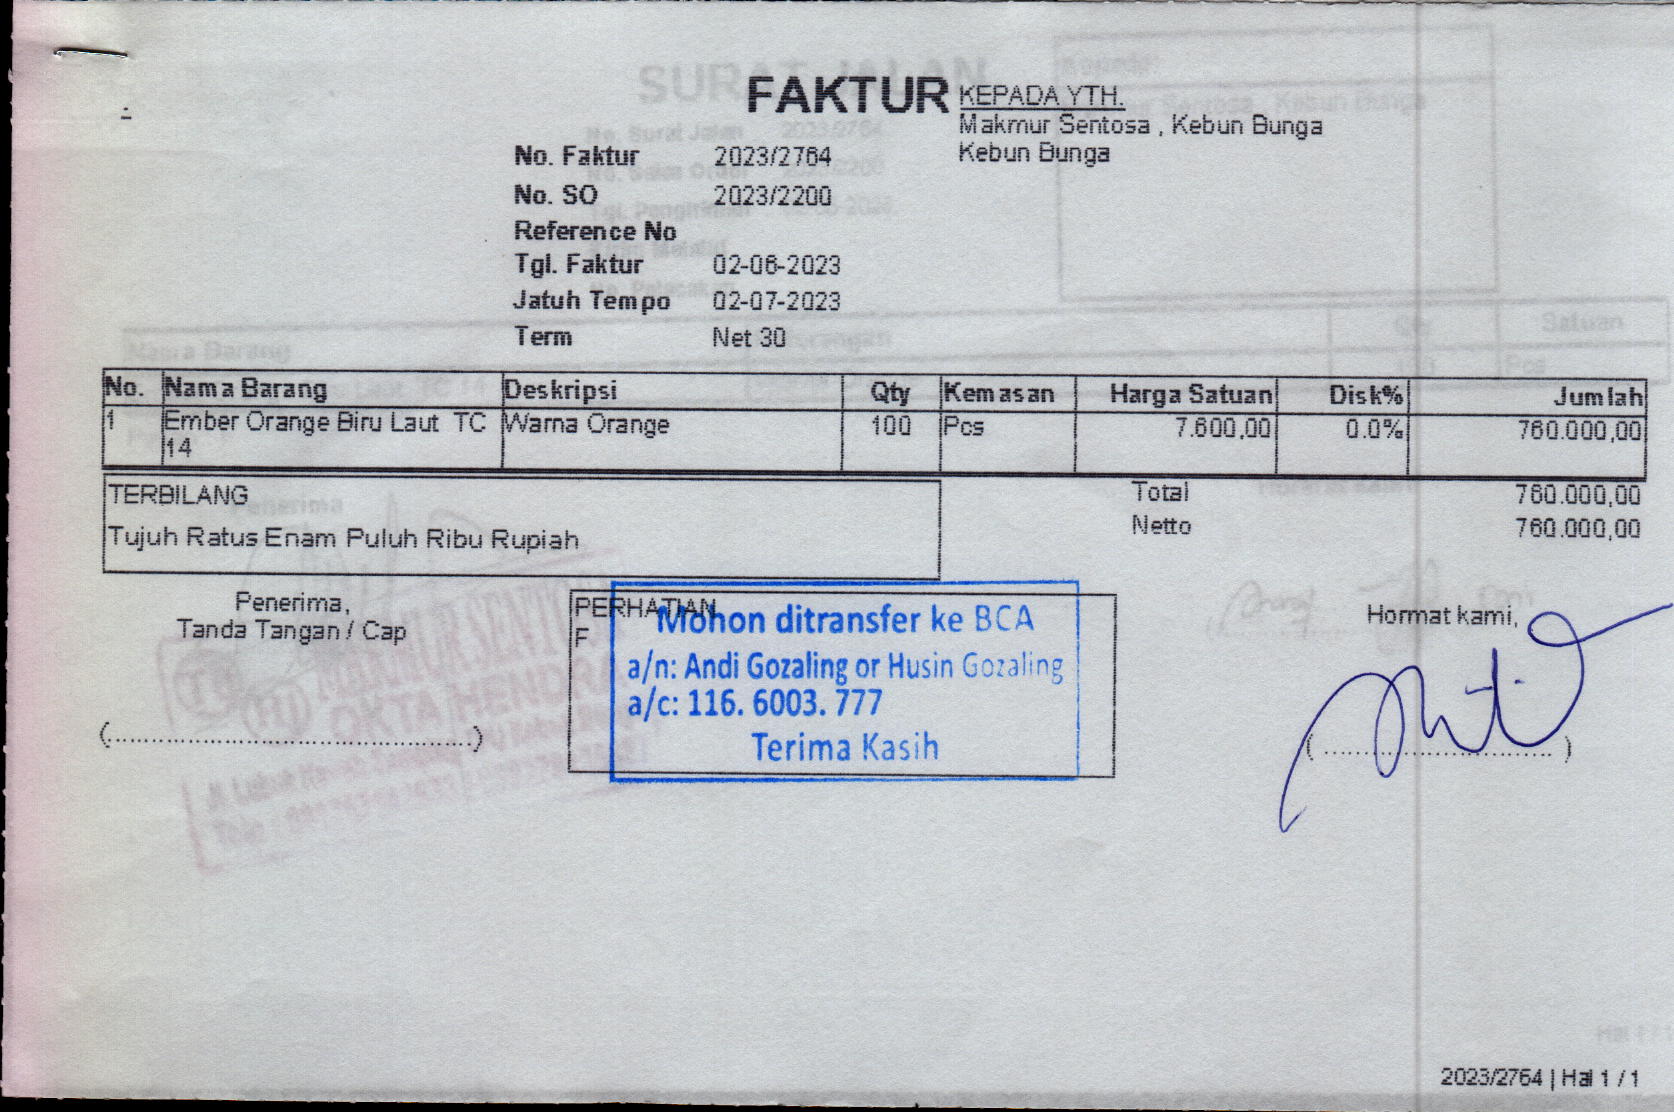 FAKTUR
KEPADA YTH.
Makmur Sentosa , Kebun Bunga
Kebun Bunga
No. Faktur 2023/2764
No. SO 2023/2200
Reference No
Tgl. Faktur 02-06-2023
Jatuh Tempo 02-07-2023
Term Net 30
No. Nama Barang Deskripsi Qty Kemasan Harga Satuan Disk% Jumlah
1 Ember Orange Biru Laut TC Warna Orange 100 Pcs 7.600,00 0.0% 760.000,00
14
TERBILANG
Tujuh Ratus Enam Puluh Ribu Rupiah
Total 760.000,00
Netto 760.000,00
Penerima,
Tanda Tangan / Cap
(............................................)
PERHATIAN
F
Mohon ditransfer ke BCA
a/n: Andi Gozaling or Husin Gozaling
a/c: 116. 6003. 777
Terima Kasih
Hormat kami,
( ............................ )
2023/2764 | Hal 1 / 1